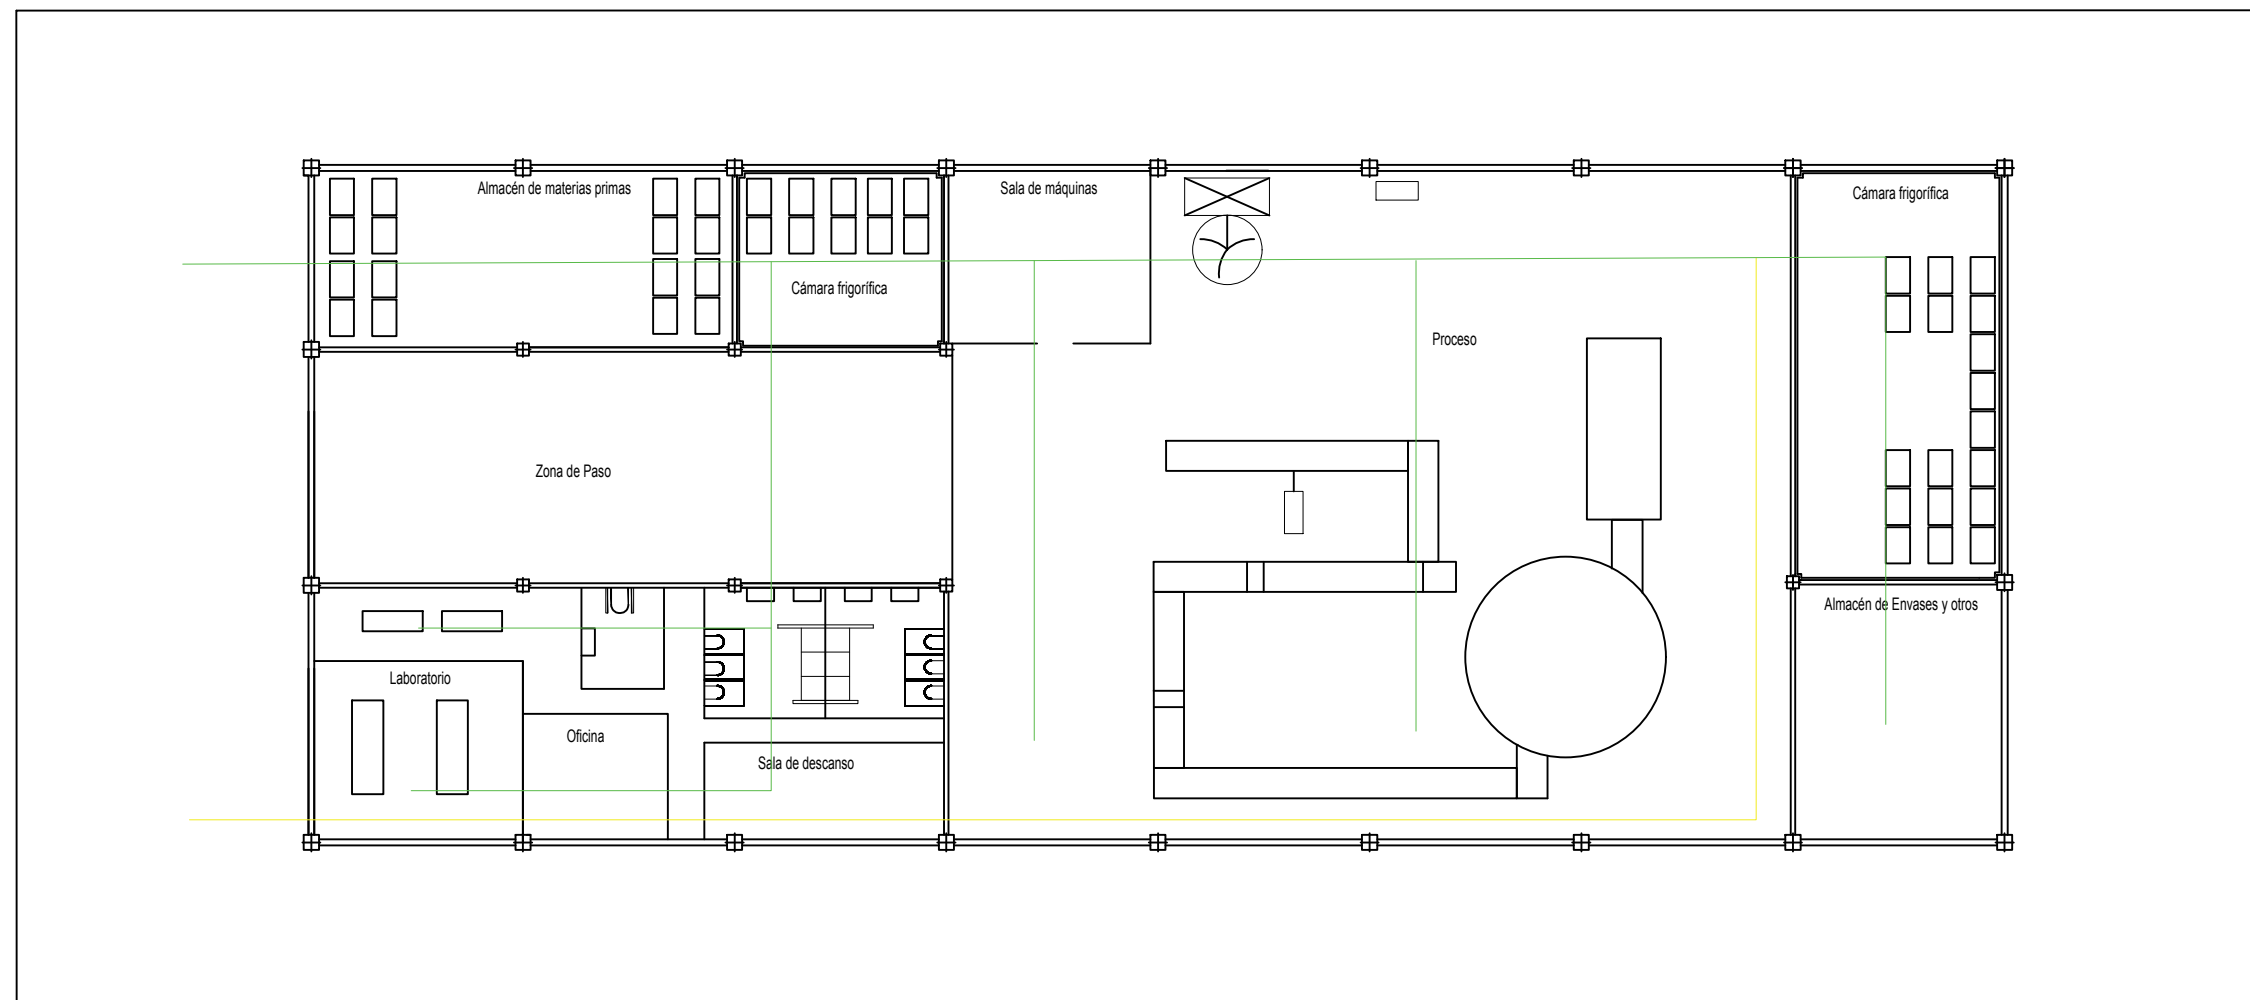 Almacén de materias primas
Sala de máquinas
Cámara frigorífica
Cámara frigorífica
Proceso
Zona de Paso
Almacén de Envases y otros
Laboratorio
Oficina
Sala de descanso